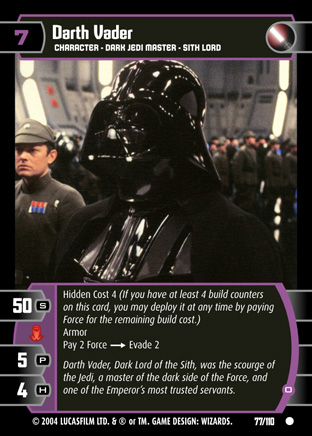 7
Darth Vader
CHARACTER - DARK JEDI MASTER - SITH LORD
50 S
5 P
4 H
Hidden Cost 4 (If you have at least 4 build counters
on this card, you may deploy it at any time by paying
Force for the remaining build cost.)
Armor
Pay 2 Force → Evade 2
Darth Vader, Dark Lord of the Sith, was the scourge of
the Jedi, a master of the dark side of the Force, and
one of the Emperor's most trusted servants.
© 2004 LUCASFILM LTD. & ® or TM. GAME DESIGN: WIZARDS. 77/110